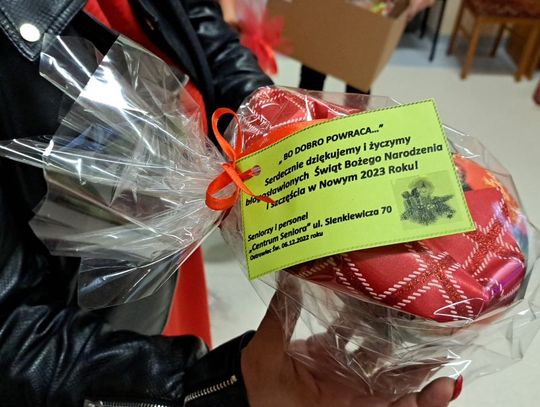 „ BO DOBRO POWRACA..."
Serdecznie dziękujemy i życzymy
błogosławionych Świąt Bożego Narodzenia
i szczęścia w Nowym 2023 Roku!
Seniorzy i personel
„Centrum Seniora" ul. Sienkiewicza 70
Ostrowiec Św. 06.12.2022 roku